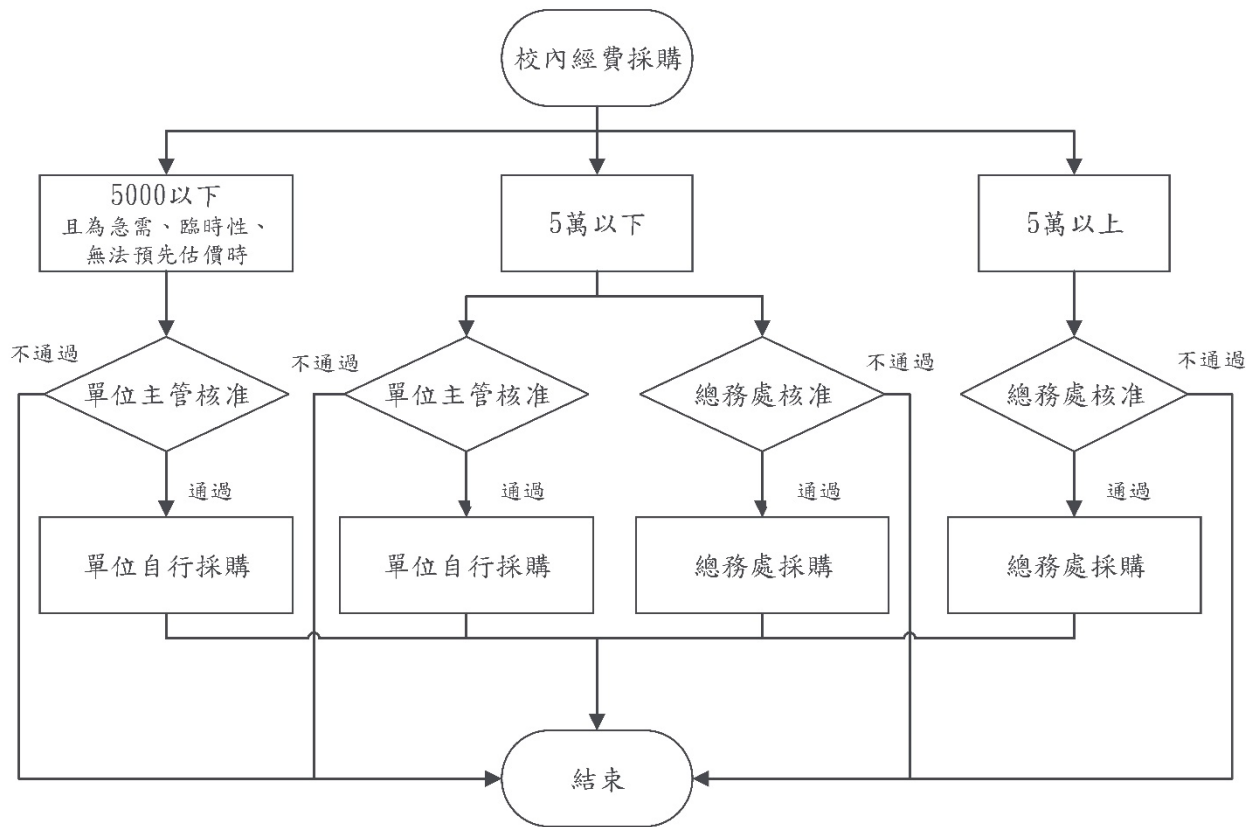 校內經費採購
5000以下
且為急需、臨時性、
無法預先估價時
5萬以下
5萬以上
不通過
單位主管核准
不通過
單位主管核准
總務處核准
不通過
總務處核准
不通過
通過
通過
通過
通過
單位自行採購
單位自行採購
總務處採購
總務處採購
結束